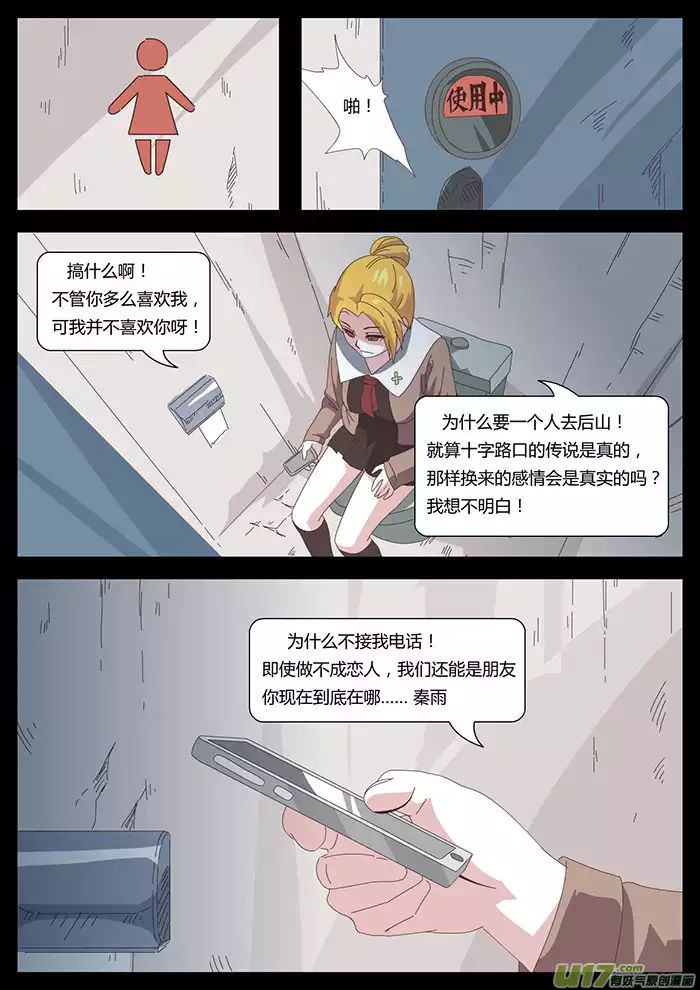 啪！
使用中
搞什么啊！
不管你多么喜欢我，
可我并不喜欢你呀！
为什么要一个人去后山！
就算十字路口的传说是真的，
那样换来的感情会是真实的吗？
我想不明白！
为什么不接我电话！
即使做不成恋人，我们还能是朋友
你现在到底在哪…… 秦雨
U17.com
有妖气原创漫画